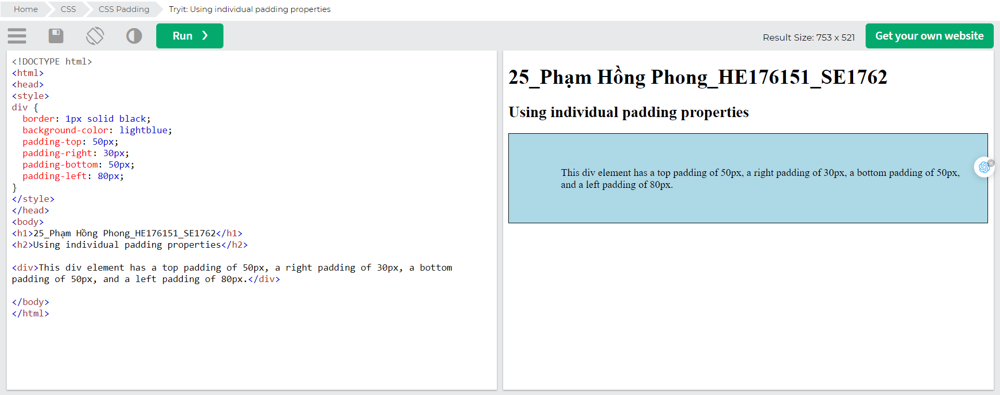 Home CSS CSS Padding Tryit: Using individual padding properties
Run ❯ Result Size: 753 x 521 Get your own website
<!DOCTYPE html>
<html>
<head>
<style>
div {
  border: 1px solid black;
  background-color: lightblue;
  padding-top: 50px;
  padding-right: 30px;
  padding-bottom: 50px;
  padding-left: 80px;
}
</style>
</head>
<body>
<h1>25_Phạm Hồng Phong_HE176151_SE1762</h1>
<h2>Using individual padding properties</h2>
<div>This div element has a top padding of 50px, a right padding of 30px, a bottom
padding of 50px, and a left padding of 80px.</div>
</body>
</html>
25_Phạm Hồng Phong_HE176151_SE1762
Using individual padding properties
This div element has a top padding of 50px, a right padding of 30px, a bottom padding of 50px,
and a left padding of 80px.